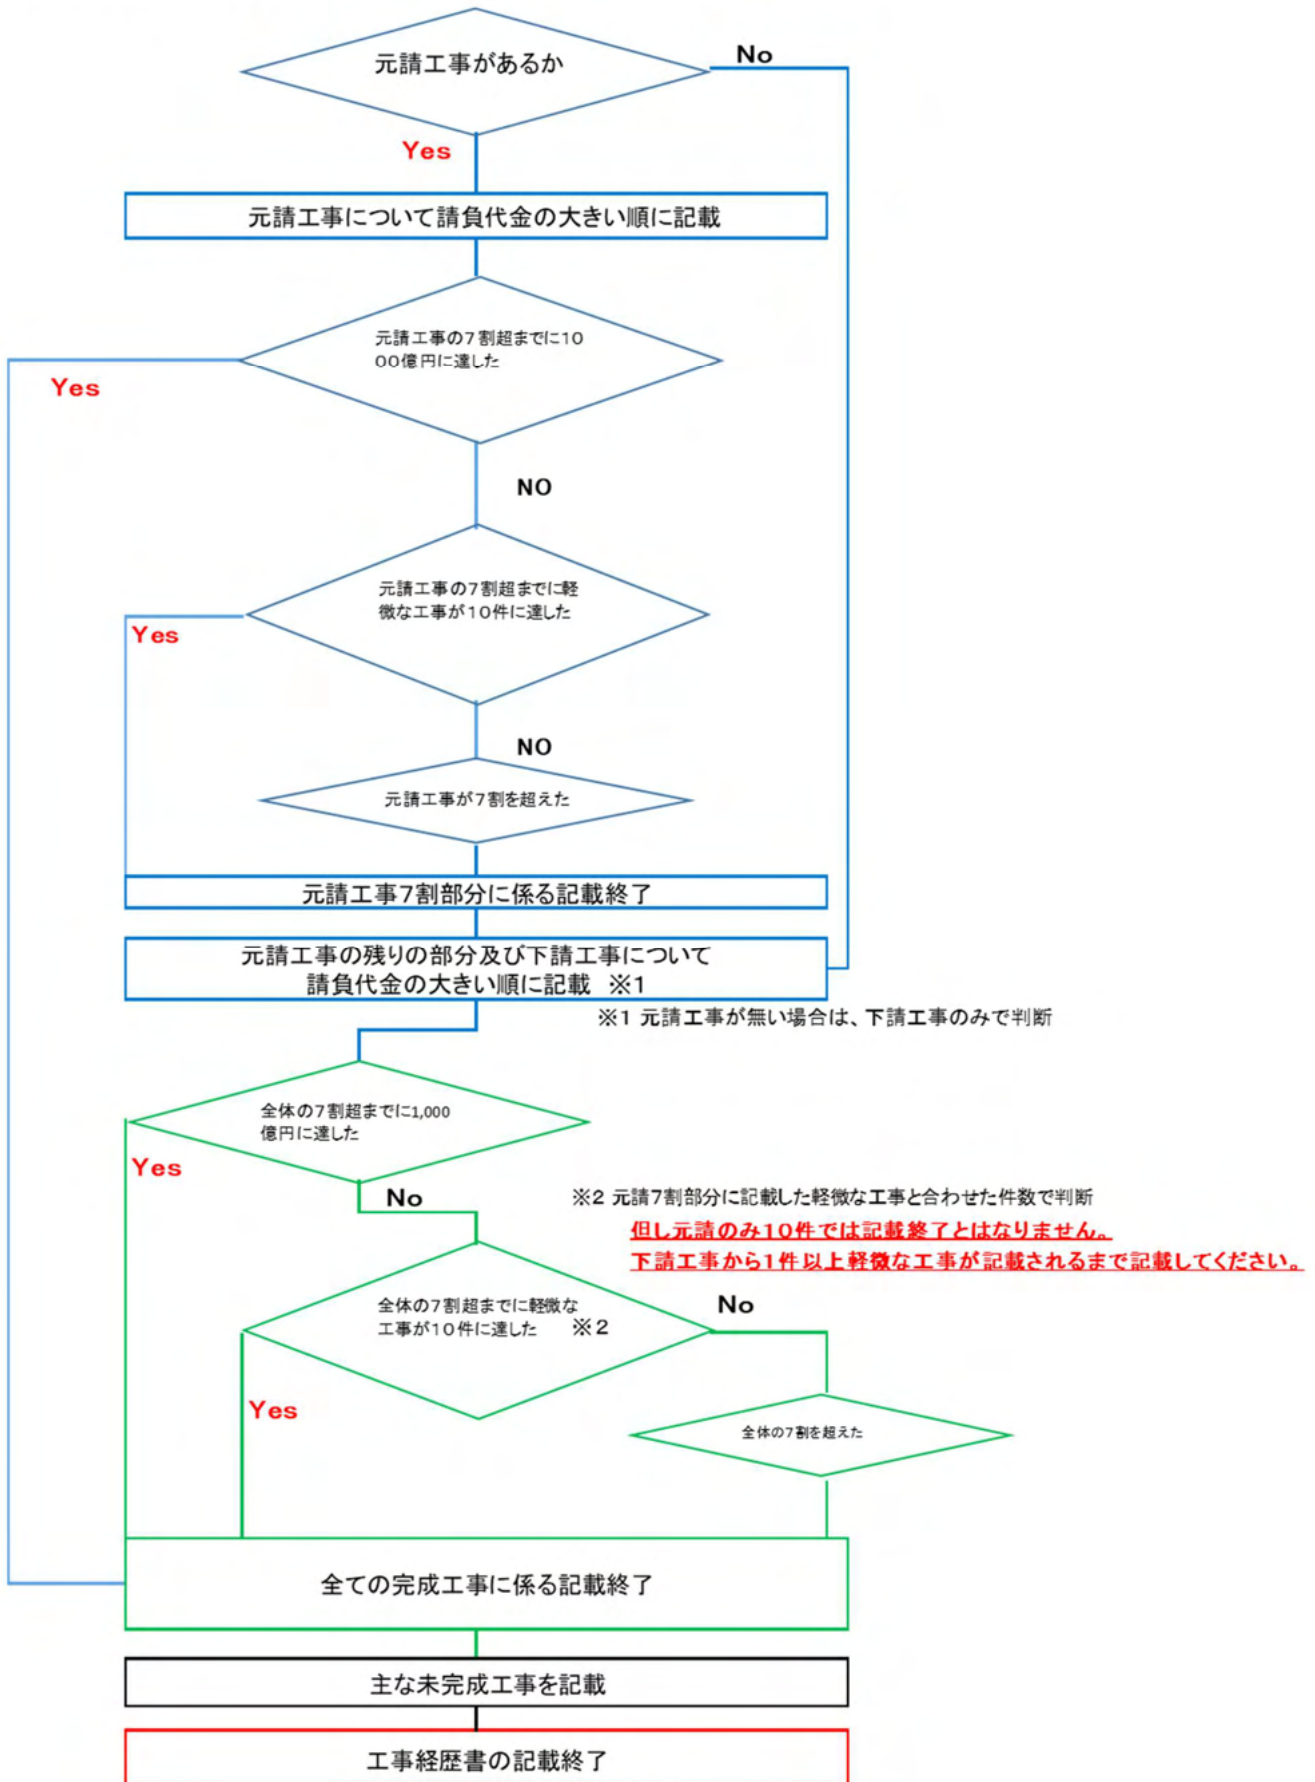 元請工事があるか
No
Yes
元請工事について請負代金の大きい順に記載
元請工事の7割超までに10
00億円に達した
Yes
NO
元請工事の7割超までに軽
微な工事が10件に達した
Yes
NO
元請工事が7割を超えた
元請工事7割部分に係る記載終了
元請工事の残りの部分及び下請工事について
請負代金の大きい順に記載 ※1
※1 元請工事が無い場合は、下請工事のみで判断
全体の7割超までに1,000
億円に達した
Yes
No
※2 元請7割部分に記載した軽微な工事と合わせた件数で判断
但し元請のみ10件では記載終了とはなりません。
下請工事から1件以上軽微な工事が記載されるまで記載してください。
全体の7割超までに軽微な
工事が10件に達した ※2
No
Yes
全体の7割を超えた
全ての完成工事に係る記載終了
主な未完成工事を記載
工事経歴書の記載終了